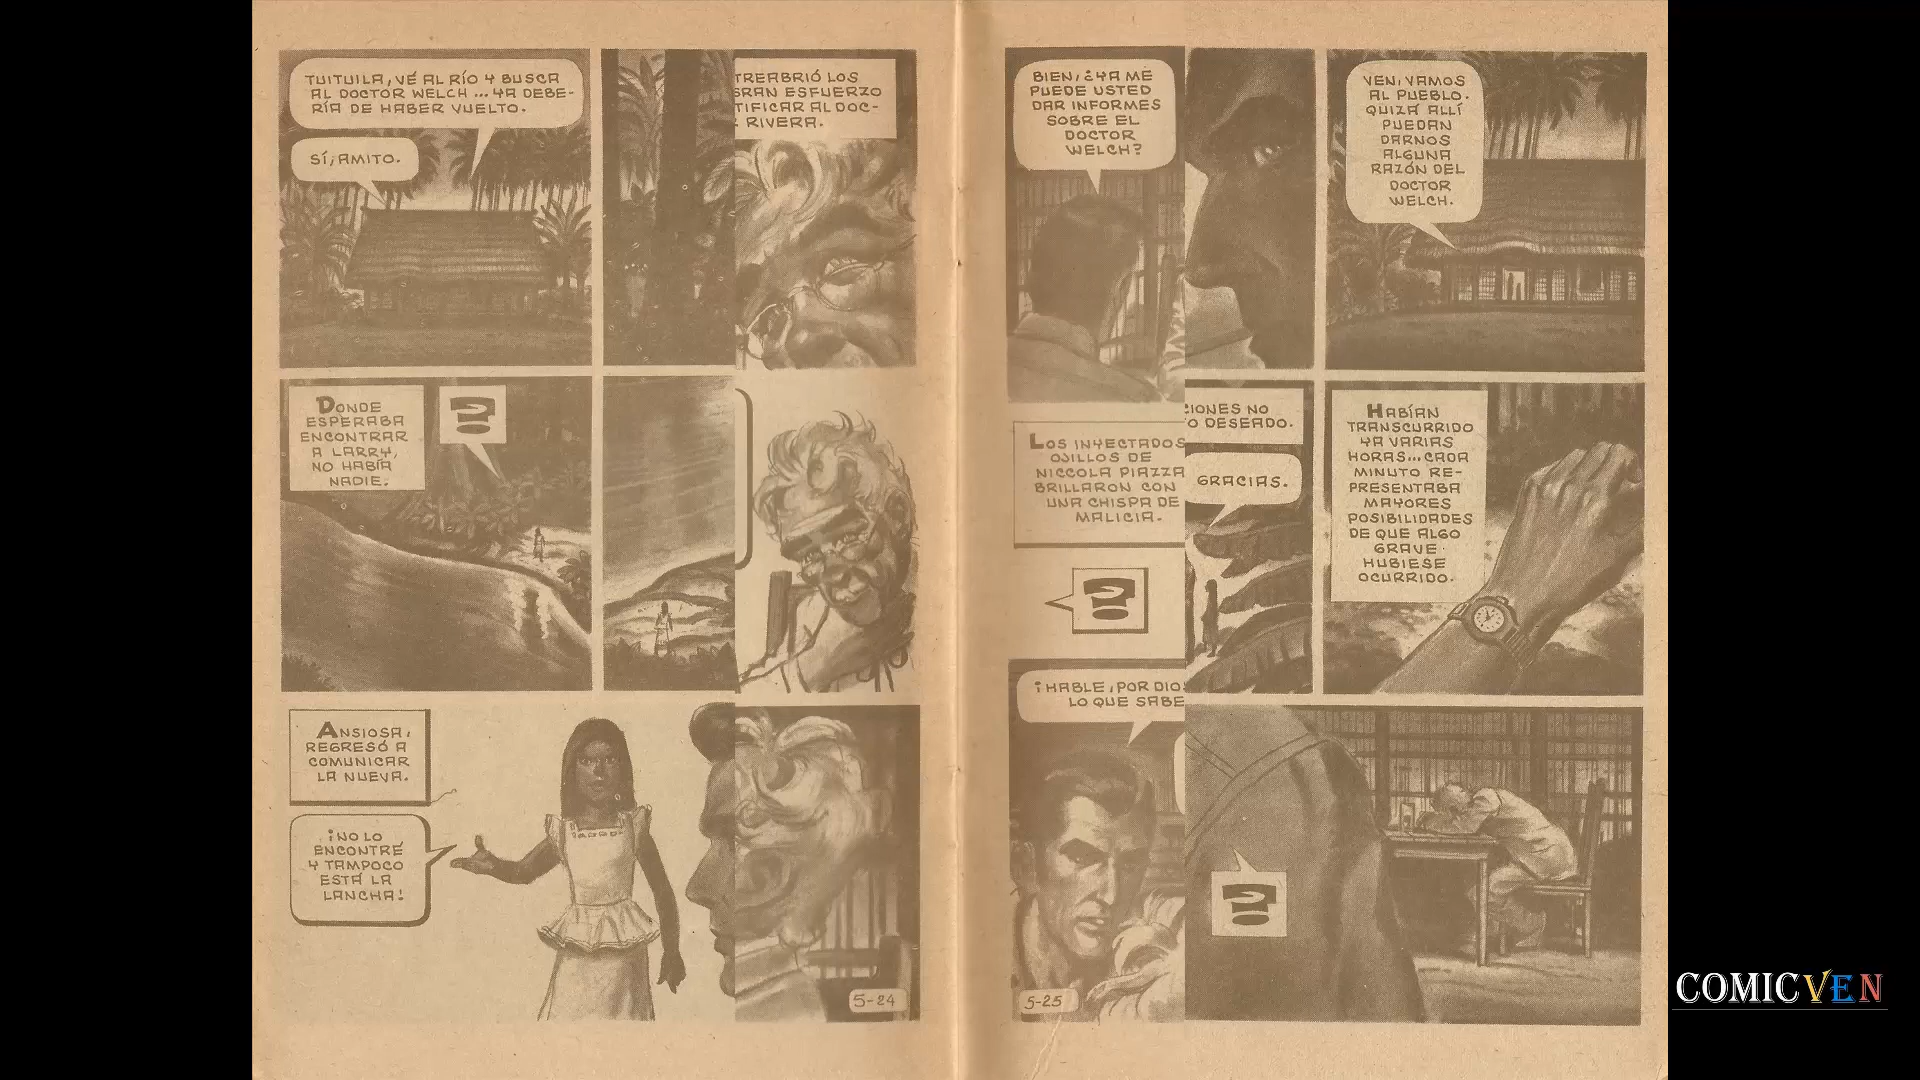 TUITUILA, VÉ AL RÍO Y BUSCA
AL DOCTOR WELCH ... YA DEBE-
RÍA DE HABER VUELTO.
SÍ, AMITO.
TREABRIÓ LOS
GRAN ESFUERZO
TIFICAR AL DOC-
RIVERA.
DONDE
ESPERABA
ENCONTRAR
A LARRY,
NO HABÍA
NADIE.
?
ANSIOSA,
REGRESÓ A
COMUNICAR
LA NUEVA.
¡NO LO
ENCONTRÉ
Y TAMPOCO
ESTÁ LA
LANCHA!
5-24
BIEN, ¿YA ME
PUEDE USTED
DAR INFORMES
SOBRE EL
DOCTOR
WELCH?
VEN, VAMOS
AL PUEBLO.
QUIZÁ ALLÍ
PUEDAN
DARNOS
ALGUNA
RAZÓN DEL
DOCTOR
WELCH.
LOS INYECTADOS
OJILLOS DE
NICCOLA PIAZZA
BRILLARON CON
UNA CHISPA DE
MALICIA.
?
CIONES NO
O DESEADO.
GRACIAS.
HABÍAN
TRANSCURRIDO
YA VARIAS
HORAS... CADA
MINUTO RE-
PRESENTABA
MAYORES
POSIBILIDADES
DE QUE ALGO
GRAVE
HUBIESE
OCURRIDO.
¡HABLE, POR DIO
LO QUE SABE
?
5-25
COMICVEN